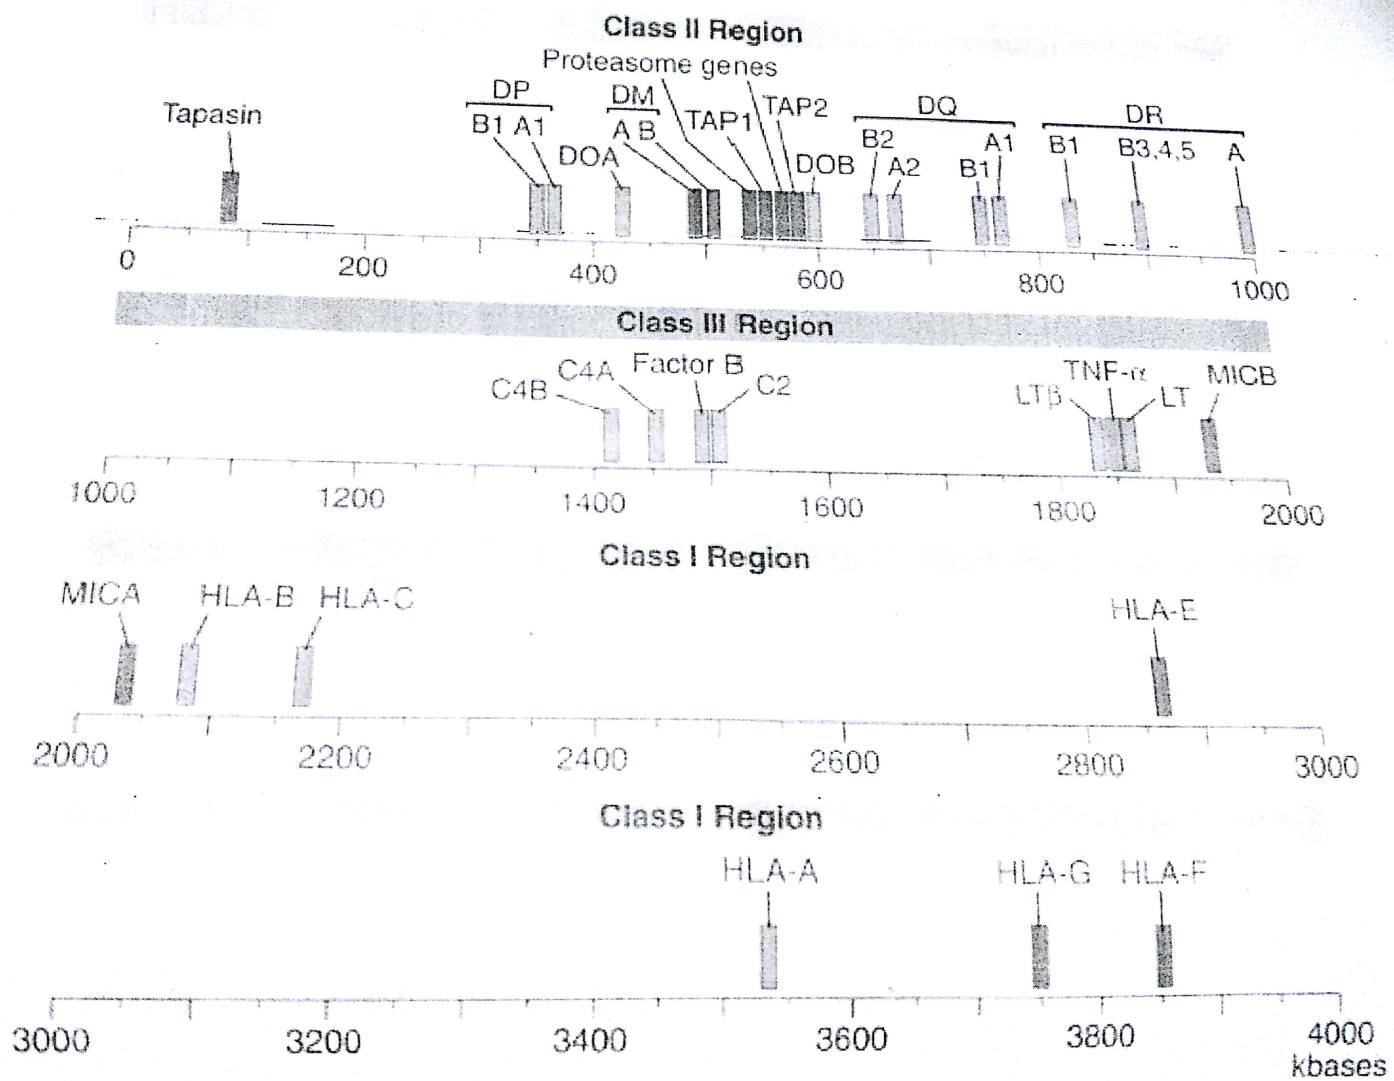 Class II Region
Proteasome genes
Tapasin
DP
DM
TAP1
TAP2
DQ
DR
B1 A1
A B
DOA
DOB
B2
A2
B1
A1
B1
B3,4,5
A
0 200 400 600 800 1000
Class III Region
C4B
C4A
Factor B
C2
LTβ
TNF-α
LT
MICB
1000 1200 1400 1600 1800 2000
Class I Region
MICA HLA-B HLA-C HLA-E
2000 2200 2400 2600 2800 3000
Class I Region
HLA-A HLA-G HLA-F
3000 3200 3400 3600 3800 4000
kbases